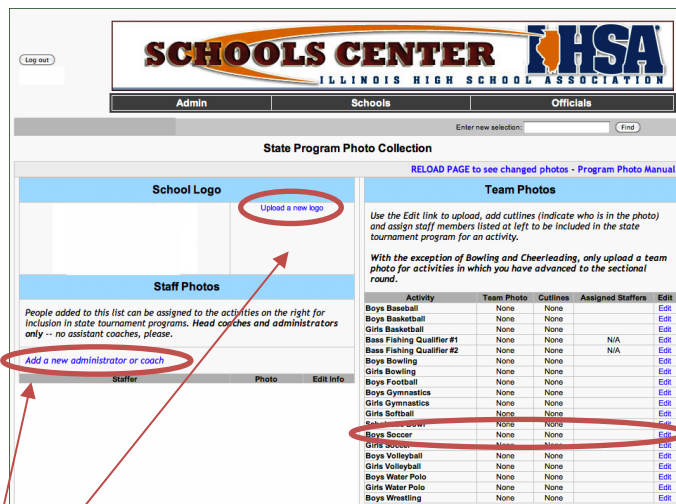 Log out
SCHOOLS CENTER IHSA
ILLINOIS HIGH SCHOOL ASSOCIATION
Admin Schools Officials
Enter new selection: Find
State Program Photo Collection
RELOAD PAGE to see changed photos - Program Photo Manual
School Logo
Upload a new logo
Staff Photos
People added to this list can be assigned to the activities on the right for
inclusion in state tournament programs. Head coaches and administrators
only -- no assistant coaches, please.
Add a new administrator or coach
Staffer Photo Edit Info
Team Photos
Use the Edit link to upload, add cutlines (indicate who is in the photo)
and assign staff members listed at left to be included in the state
tournament program for an activity.
With the exception of Bowling and Cheerleading, only upload a team
photo for activities in which you have advanced to the sectional
round.
Activity Team Photo Cutlines Assigned Staffers Edit
Boys Baseball None None Edit
Boys Basketball None None Edit
Girls Basketball None None Edit
Bass Fishing Qualifier #1 None None N/A Edit
Bass Fishing Qualifier #2 None None N/A Edit
Boys Bowling None None Edit
Girls Bowling None None Edit
Boys Football None None Edit
Boys Gymnastics None None Edit
Girls Gymnastics None None Edit
Girls Softball None None Edit
Scholastic Bowl None None Edit
Boys Soccer None None Edit
Girls Soccer None None Edit
Boys Volleyball None None Edit
Girls Volleyball None None Edit
Boys Water Polo None None Edit
Girls Water Polo None None Edit
Boys Wrestling None None Edit